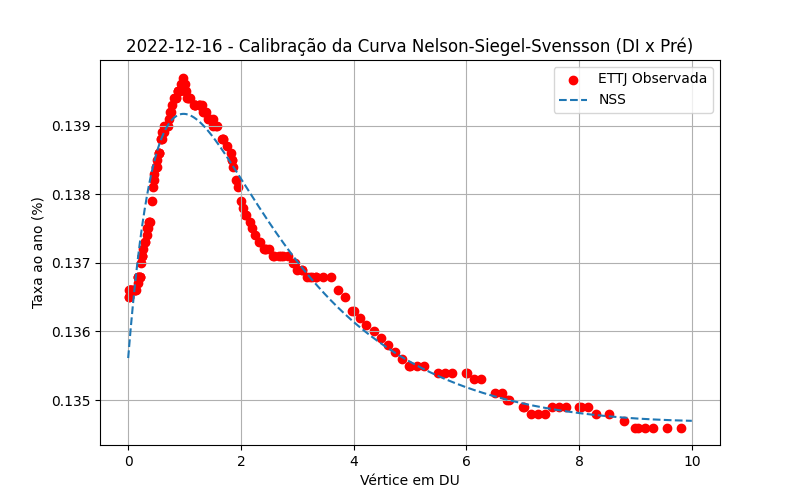 2022-12-16 - Calibração da Curva Nelson-Siegel-Svensson (DI x Pré)
ETTJ Observada
NSS
Taxa ao ano (%)
0.139
0.138
0.137
0.136
0.135
0 2 4 6 8 10
Vértice em DU